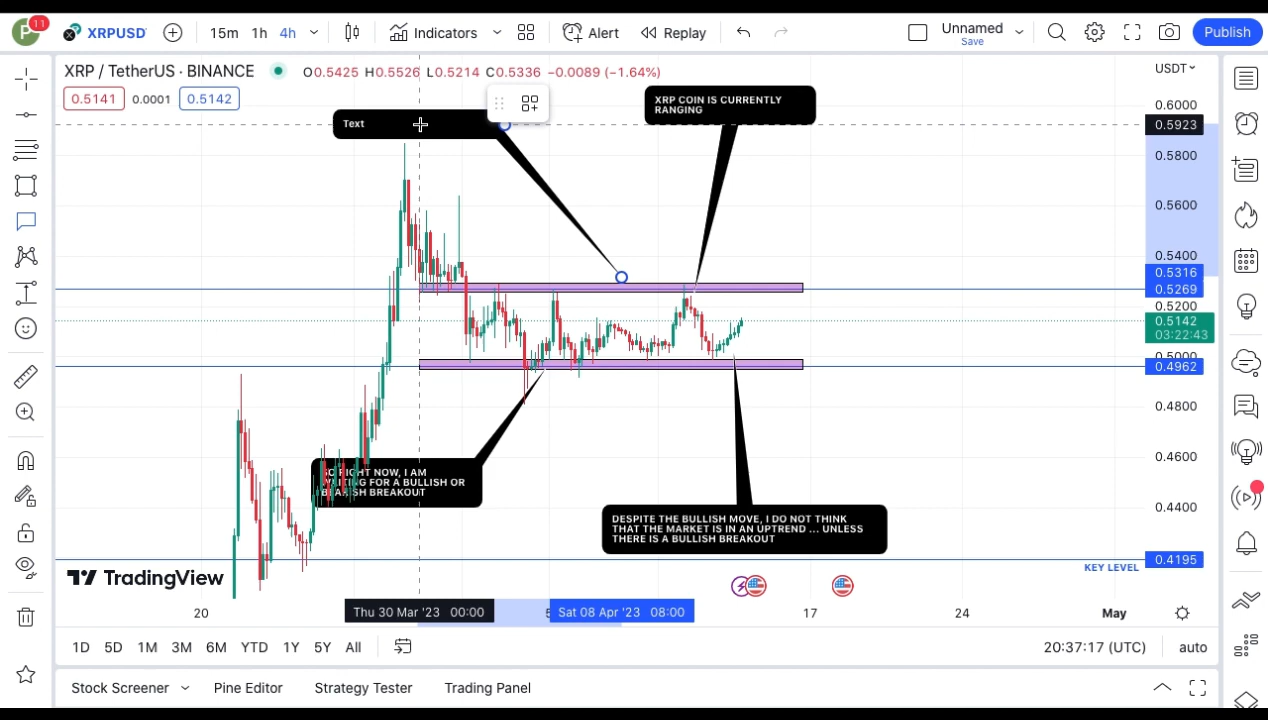 P 11 XRPUSD 15m 1h 4h Indicators Alert Replay Unnamed Save Publish
XRP / TetherUS · BINANCE O0.5425 H0.5526 L0.5214 C0.5336 −0.0089 (−1.64%) USDT
0.5141 0.0001 0.5142
XRP COIN IS CURRENTLY
RANGING
Text
0.6000
0.5923
0.5800
0.5600
0.5400
0.5316
0.5269
0.5200
0.5142
03:22:43
0.5000
0.4962
0.4800
0.4600
0.4400
0.4195
SO RIGHT NOW, I AM
WAITING FOR A BULLISH OR
BEARISH BREAKOUT
DESPITE THE BULLISH MOVE, I DO NOT THINK
THAT THE MARKET IS IN AN UPTREND ... UNLESS
THERE IS A BULLISH BREAKOUT
KEY LEVEL
TradingView
20 Thu 30 Mar '23 00:00 5 Sat 08 Apr '23 08:00 17 24 May
1D 5D 1M 3M 6M YTD 1Y 5Y All 20:37:17 (UTC) auto
Stock Screener Pine Editor Strategy Tester Trading Panel